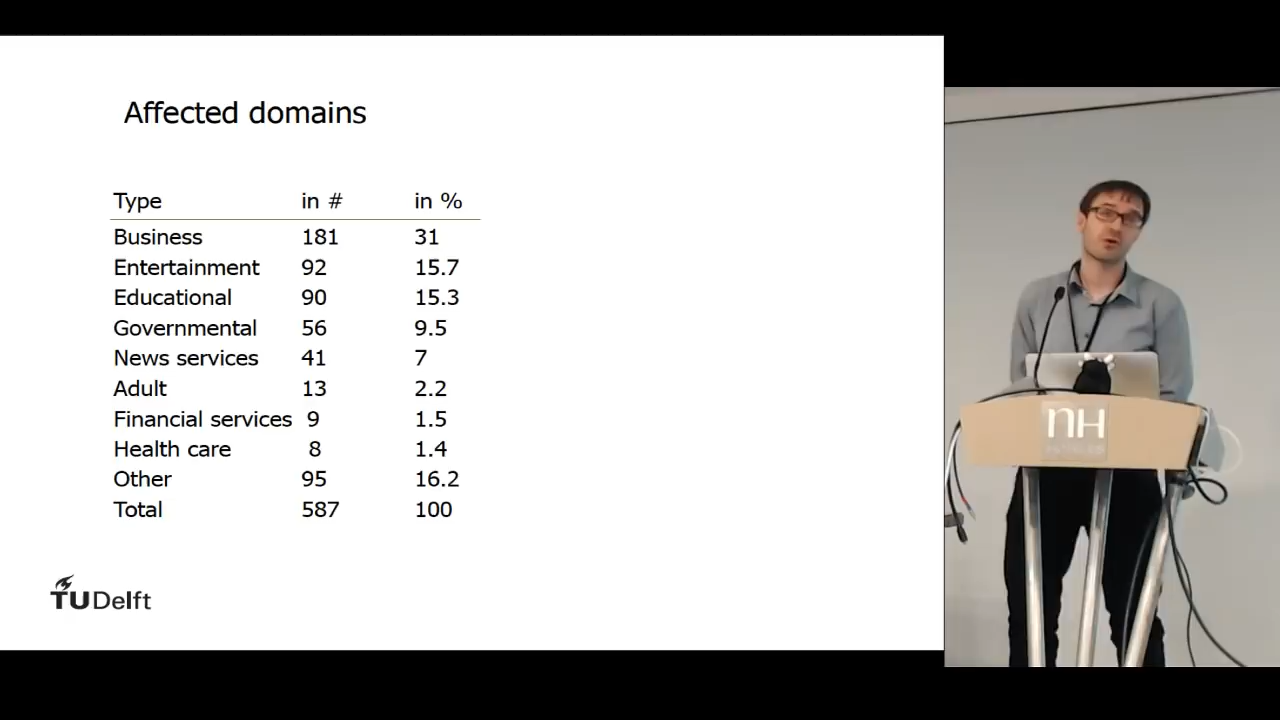 Affected domains
Type in # in %
Business 181 31
Entertainment 92 15.7
Educational 90 15.3
Governmental 56 9.5
News services 41 7
Adult 13 2.2
Financial services 9 1.5
Health care 8 1.4
Other 95 16.2
Total 587 100
TUDelft
nH